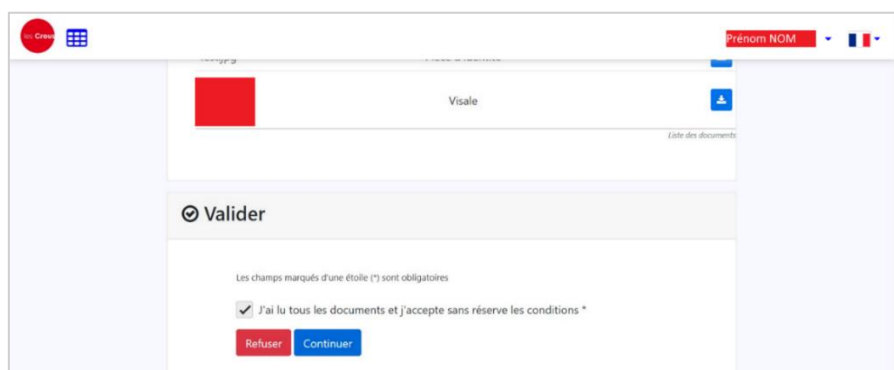 les Crous
Prénom NOM
Visale
Liste des documents
Valider
Les champs marqués d'une étoile (*) sont obligatoires
J'ai lu tous les documents et j'accepte sans réserve les conditions *
Refuser Continuer